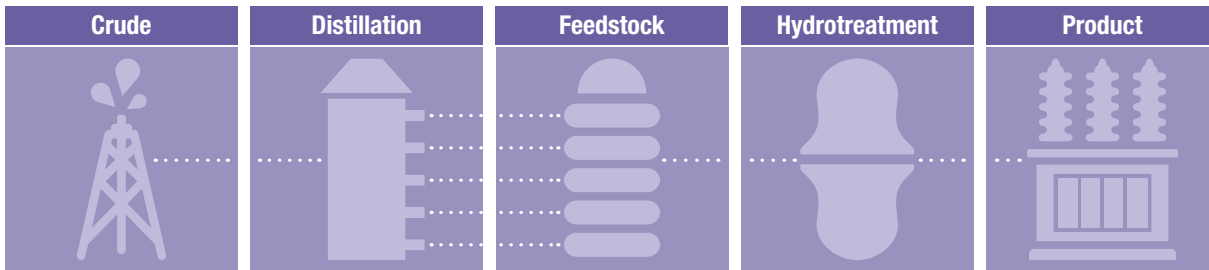 Crude
Distillation
Feedstock
Hydrotreatment
Product